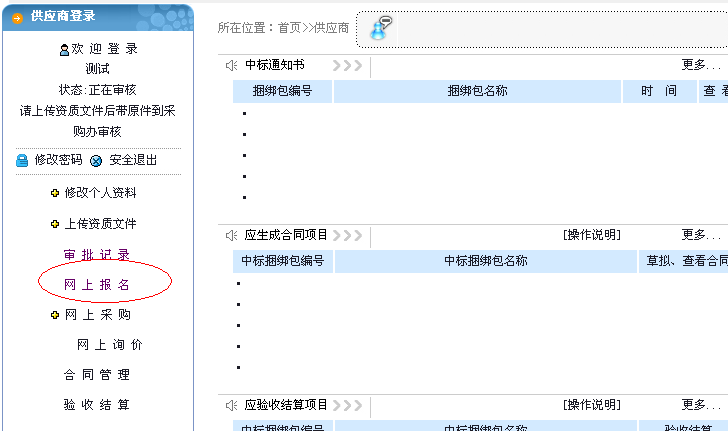 供应商登录
欢 迎 登 录
测试
状态:正在审核
请上传资质文件后带原件到采
购办审核
修改密码 安全退出
修改个人资料
上传资质文件
审 批 记 录
网 上 报 名
网 上 采 购
网 上 询 价
合 同 管 理
验 收 结 算
所在位置：首页>>供应商
中标通知书 更多...
捆绑包编号 捆绑包名称 时 间 查 看
应生成合同项目 [操作说明] 更多...
中标捆绑包编号 中标捆绑包名称 草拟、查看合同
应验收结算项目 [操作说明] 更多...
中标捆绑包编号 中标捆绑包名称 验收结算